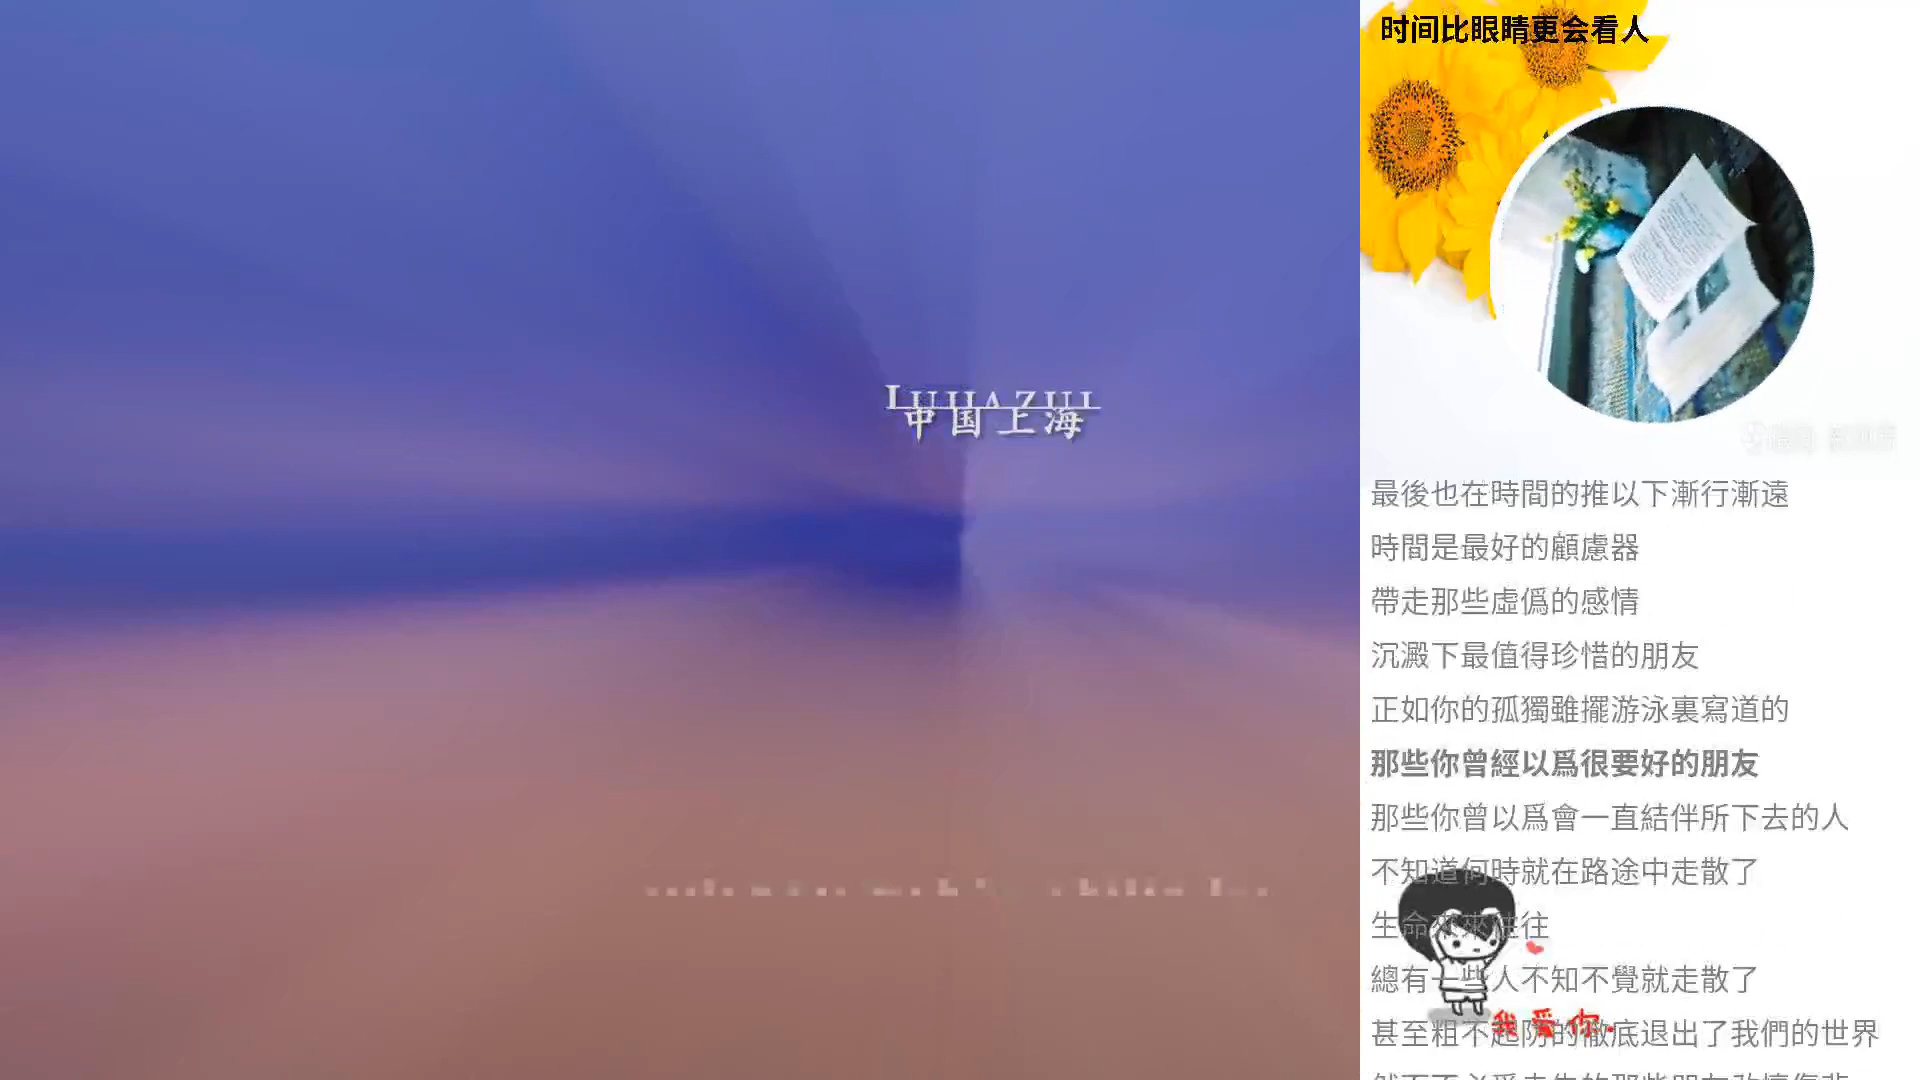 中国上海
时间比眼睛更会看人
最後也在時間的推以下漸行漸遠
時間是最好的顧慮器
帶走那些虛僞的感情
沉澱下最值得珍惜的朋友
正如你的孤獨雖擺游泳裏寫道的
那些你曾經以爲很要好的朋友
那些你曾以爲會一直結伴所下去的人
不知道何時就在路途中走散了
生命來來往往
總有一些人不知不覺就走散了
甚至粗不起防的徹底退出了我們的世界
我爱你.